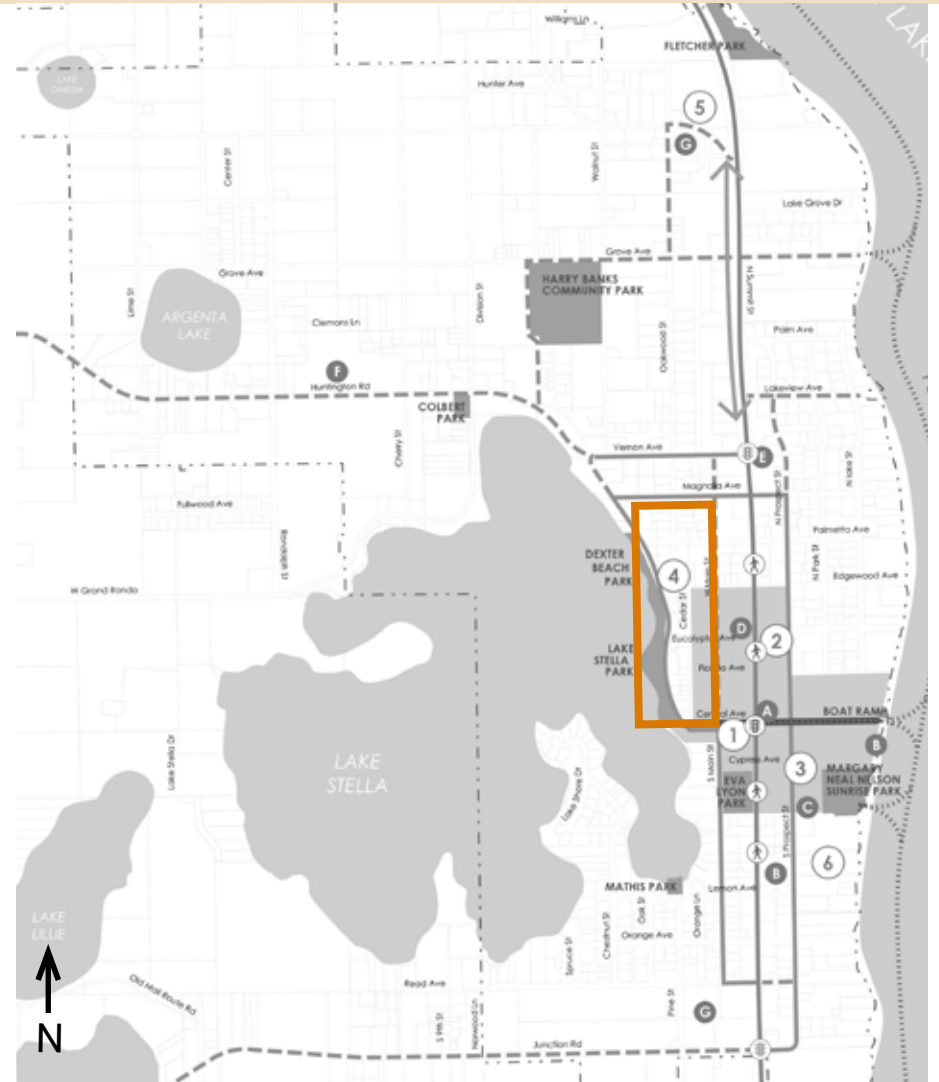 Williams Ln
LAKE
FLETCHER PARK
LAKE
OMEGA
Hunter Ave
5
G
Center St
Walnut St
Lake Grove Dr
Grove Ave
Grove Ave
HARRY BANKS
COMMUNITY PARK
N Summit St
Lime St
Division St
ARGENTA
LAKE
Clemons Ln
Palm Ave
Oakwood St
F
Huntington Rd
Lakeview Ave
COLBERT
PARK
Cherry St
Vernon Ave
E
N lake St
Magnolia Ave
N Prospect St
Fullwood Ave
Palmetto Ave
Randolph St
DEXTER
BEACH
PARK
4
N Main St
N Park St
Edgewood Ave
W Grand Rondo
Cedar St
D
2
Eucalyptus Ave
LAKE
STELLA
PARK
Florida Ave
Central Ave
A
BOAT RAMP
1
B
Lake Stella Dr
S Main St
Cypress Ave
3
LAKE
STELLA
EVA
LYON
PARK
MARGARY
NEAL NELSON
SUNRISE PARK
Lake Shore Dr
C
S Prospect St
6
B
MATHIS PARK
Lemon Ave
LAKE
LILLIE
Chestnut St
Oak St
Orange Ln
Orange Ave
Spruce St
Read Ave
Old Mail Route Rd
Pine St
G
S 9th St
Norwood Ln
N
Junction Rd